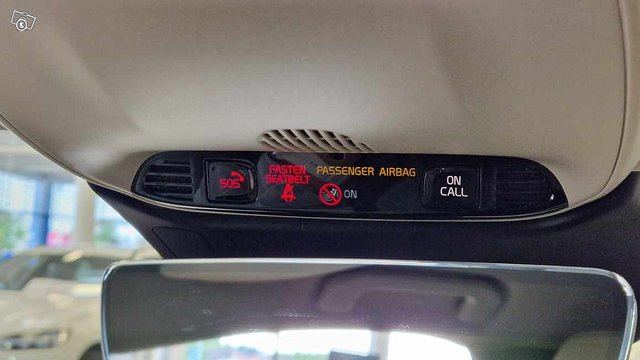 SOS
FASTEN
SEATBELT
PASSENGER AIRBAG
ON
ON
CALL